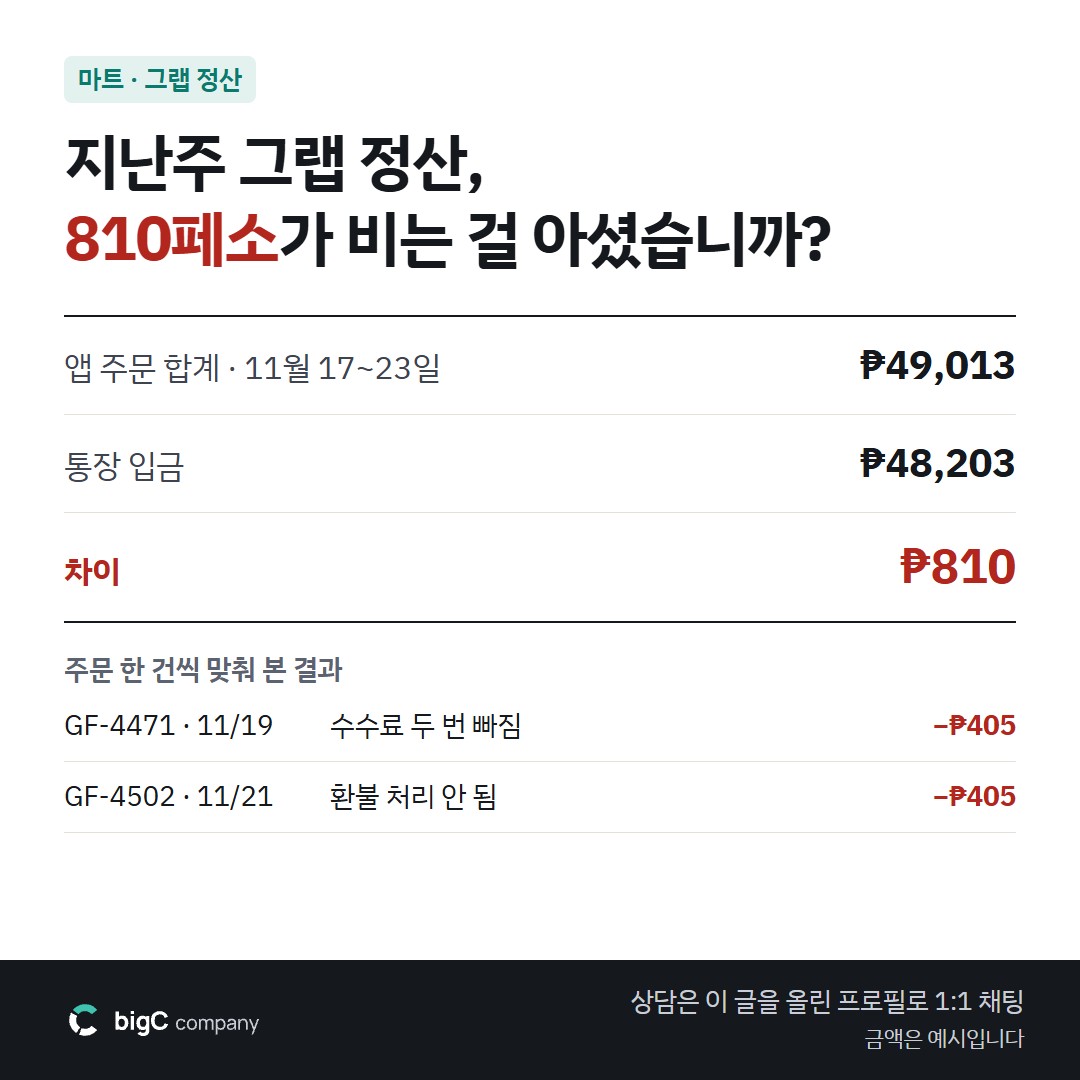 마트 · 그랩 정산
지난주 그랩 정산,
810페소가 비는 걸 아셨습니까?
앱 주문 합계 · 11월 17~23일 ₱49,013
통장 입금 ₱48,203
차이 ₱810
주문 한 건씩 맞춰 본 결과
GF-4471 · 11/19 수수료 두 번 빠짐 –₱405
GF-4502 · 11/21 환불 처리 안 됨 –₱405
bigC company
상담은 이 글을 올린 프로필로 1:1 채팅
금액은 예시입니다